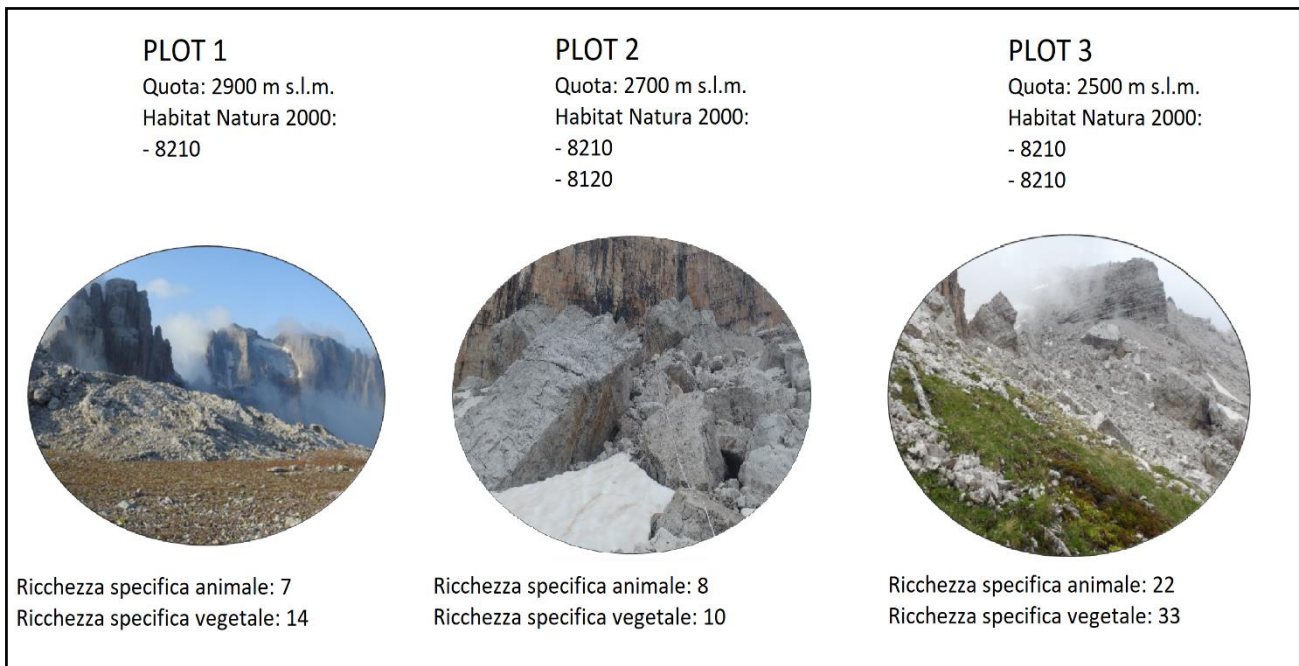 PLOT 1
Quota: 2900 m s.l.m.
Habitat Natura 2000:
- 8210
PLOT 2
Quota: 2700 m s.l.m.
Habitat Natura 2000:
- 8210
- 8120
PLOT 3
Quota: 2500 m s.l.m.
Habitat Natura 2000:
- 8210
- 8210
Ricchezza specifica animale: 7
Ricchezza specifica vegetale: 14
Ricchezza specifica animale: 8
Ricchezza specifica vegetale: 10
Ricchezza specifica animale: 22
Ricchezza specifica vegetale: 33